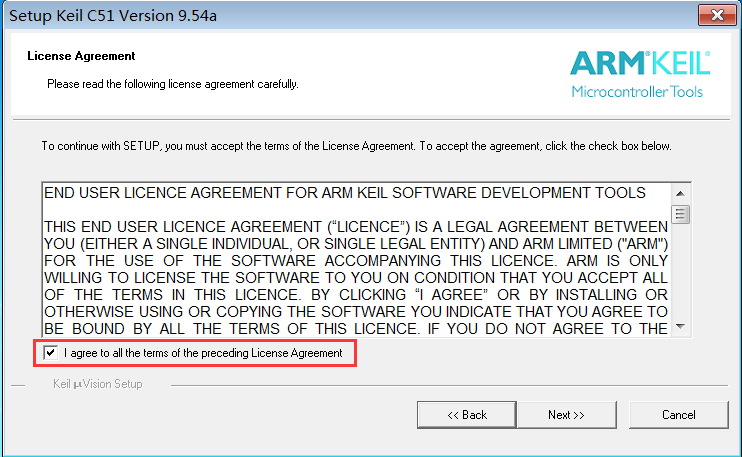 Setup Keil C51 Version 9.54a
License Agreement
Please read the following license agreement carefully.
ARM®KEIL®
Microcontroller Tools
To continue with SETUP, you must accept the terms of the License Agreement. To accept the agreement, click the check box below.
END USER LICENCE AGREEMENT FOR ARM KEIL SOFTWARE DEVELOPMENT TOOLS
THIS END USER LICENCE AGREEMENT (“LICENCE”) IS A LEGAL AGREEMENT BETWEEN
YOU (EITHER A SINGLE INDIVIDUAL, OR SINGLE LEGAL ENTITY) AND ARM LIMITED ("ARM")
FOR THE USE OF THE SOFTWARE ACCOMPANYING THIS LICENCE. ARM IS ONLY
WILLING TO LICENSE THE SOFTWARE TO YOU ON CONDITION THAT YOU ACCEPT ALL
OF THE TERMS IN THIS LICENCE. BY CLICKING “I AGREE” OR BY INSTALLING OR
OTHERWISE USING OR COPYING THE SOFTWARE YOU INDICATE THAT YOU AGREE TO
BE BOUND BY ALL THE TERMS OF THIS LICENCE. IF YOU DO NOT AGREE TO THE
I agree to all the terms of the preceding License Agreement
Keil µVision Setup
<< Back
Next >>
Cancel